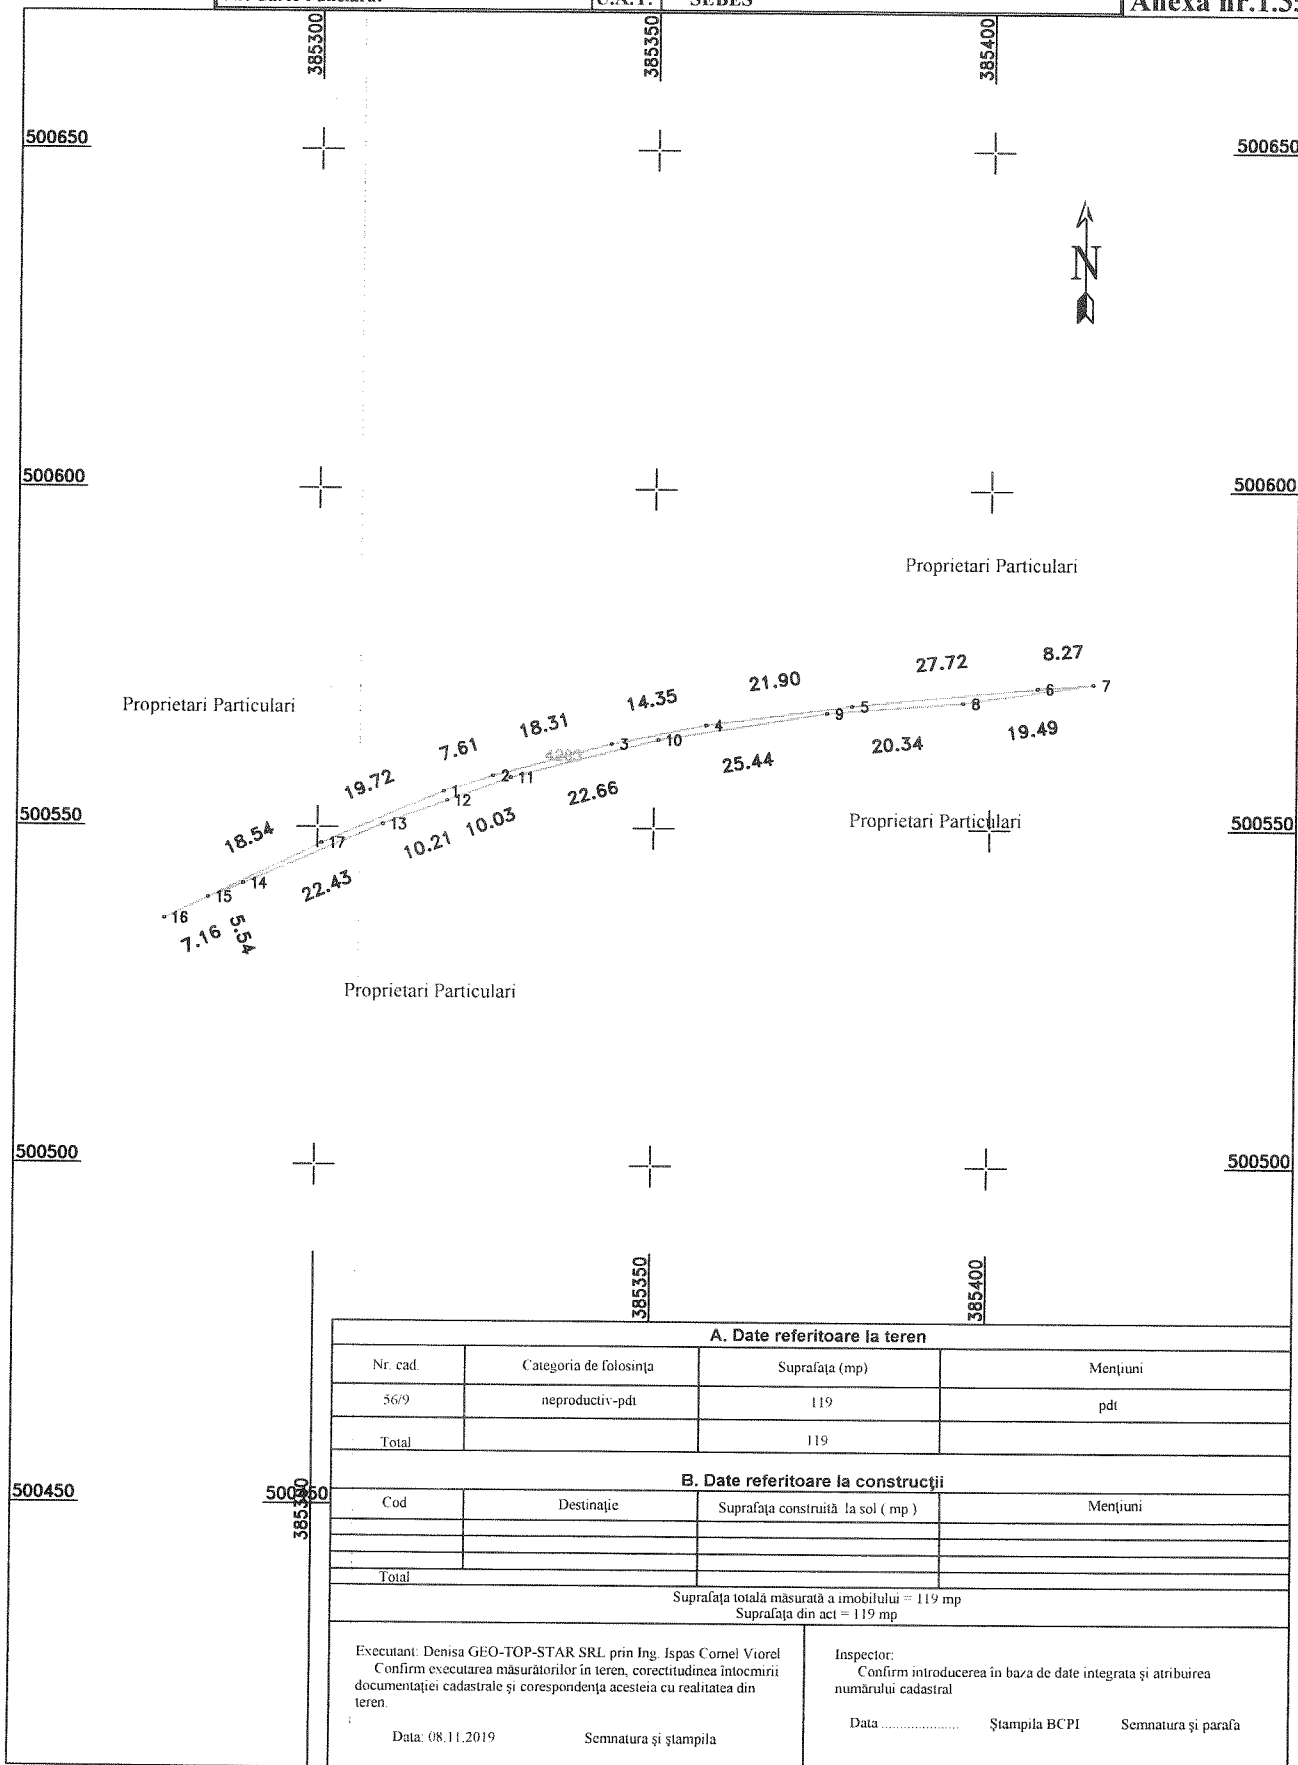 U.A.T. SEBES
385300 385350 385400
500650 500650
N
500600 500600
Proprietari Particulari
8.27
27.72
21.90
14.35
18.31
7.61
19.72
18.54
Proprietari Particulari
7
6
8
5
9
4
10
3
2
11
1
12
13
17
14
15
16
19.49
20.34
25.44
22.66
10.03
10.21
22.43
5.54
7.16
500550 500550
Proprietari Particulari
Proprietari Particulari
500500 500500
385350 385400
385300
500450 500450
A. Date referitoare la teren
Nr. cad. Categoria de folosinţa Suprafaţa (mp) Menţiuni
56/9 neproductiv-pdt 119 pdt
Total 119
B. Date referitoare la construcţii
Cod Destinaţie Suprafaţa construită la sol ( mp ) Menţiuni
Total
Suprafaţa totală măsurată a imobilului = 119 mp
Suprafaţa din act = 119 mp
Executant: Denisa GEO-TOP-STAR SRL prin Ing. Ispas Cornel Viorel
Confirm executarea măsurătorilor în teren, corectitudinea întocmirii
documentaţiei cadastrale şi corespondenţa acesteia cu realitatea din
teren.
Data: 08.11.2019 Semnatura şi ştampila
Inspector:
Confirm introducerea în baza de date integrata şi atribuirea
numărului cadastral
Data .................... Ştampila BCPI Semnatura şi parafa